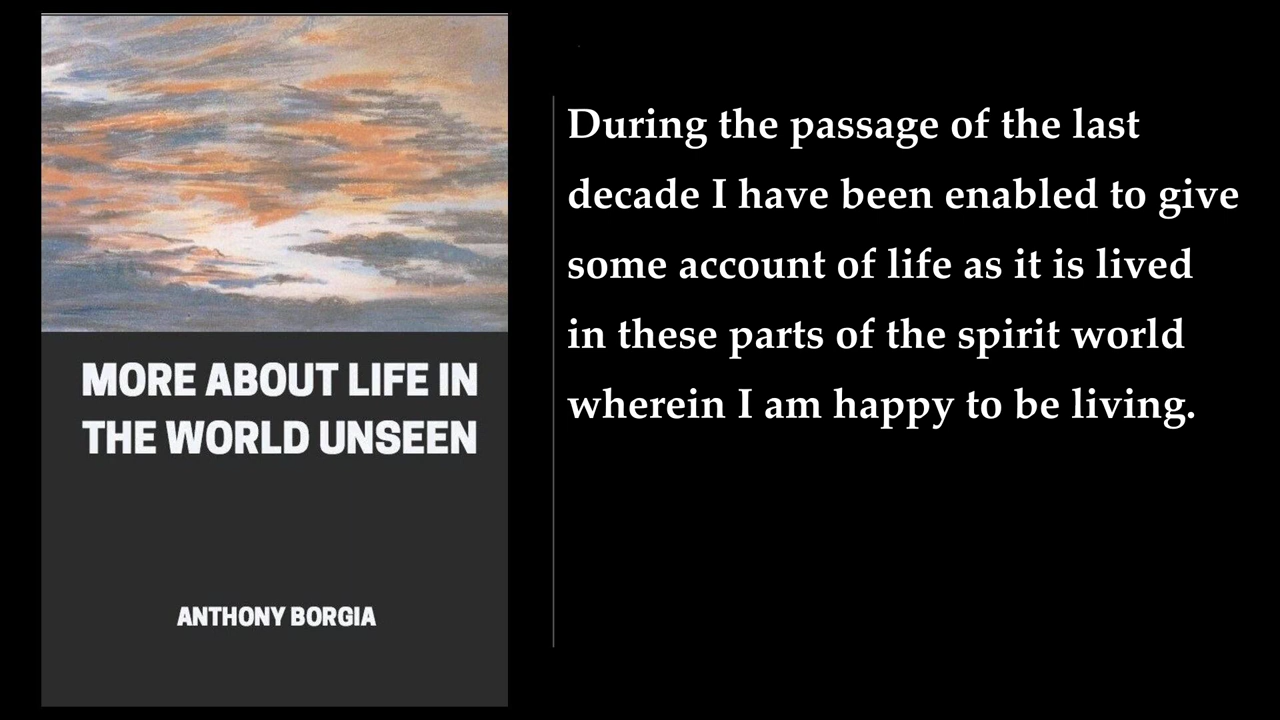 MORE ABOUT LIFE IN
THE WORLD UNSEEN
ANTHONY BORGIA
During the passage of the last
decade I have been enabled to give
some account of life as it is lived
in these parts of the spirit world
wherein I am happy to be living.